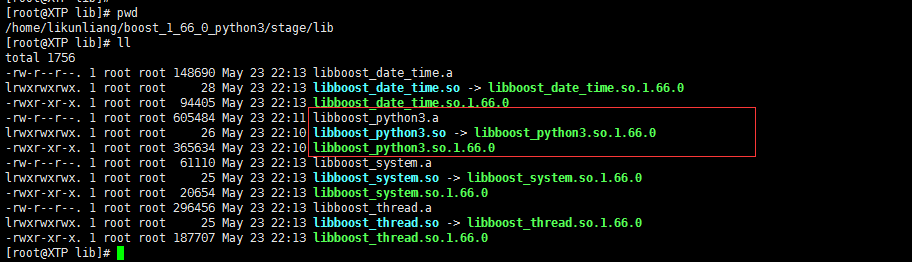 [root@XTP lib]# pwd
/home/likunliang/boost_1_66_0_python3/stage/lib
[root@XTP lib]# ll
total 1756
-rw-r--r--. 1 root root 148690 May 23 22:13 libboost_date_time.a
lrwxrwxrwx. 1 root root     28 May 23 22:13 libboost_date_time.so -> libboost_date_time.so.1.66.0
-rwxr-xr-x. 1 root root  94405 May 23 22:13 libboost_date_time.so.1.66.0
-rw-r--r--. 1 root root 605484 May 23 22:11 libboost_python3.a
lrwxrwxrwx. 1 root root     26 May 23 22:10 libboost_python3.so -> libboost_python3.so.1.66.0
-rwxr-xr-x. 1 root root 365634 May 23 22:10 libboost_python3.so.1.66.0
-rw-r--r--. 1 root root  61110 May 23 22:13 libboost_system.a
lrwxrwxrwx. 1 root root     25 May 23 22:13 libboost_system.so -> libboost_system.so.1.66.0
-rwxr-xr-x. 1 root root  20654 May 23 22:13 libboost_system.so.1.66.0
-rw-r--r--. 1 root root 296456 May 23 22:13 libboost_thread.a
lrwxrwxrwx. 1 root root     25 May 23 22:13 libboost_thread.so -> libboost_thread.so.1.66.0
-rwxr-xr-x. 1 root root 187707 May 23 22:13 libboost_thread.so.1.66.0
[root@XTP lib]#